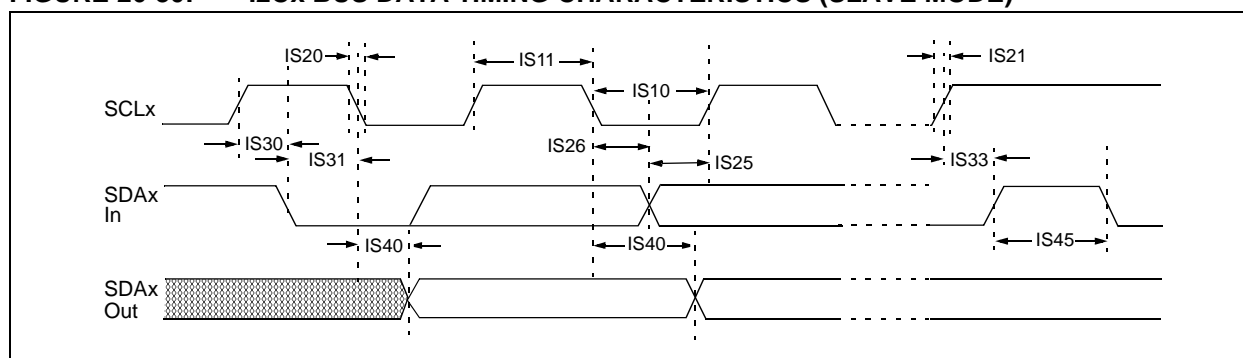 IS20
IS11
IS21
IS10
SCLx
IS30
IS31
IS26
IS25
IS33
SDAx
In
IS40
IS40
IS45
SDAx
Out